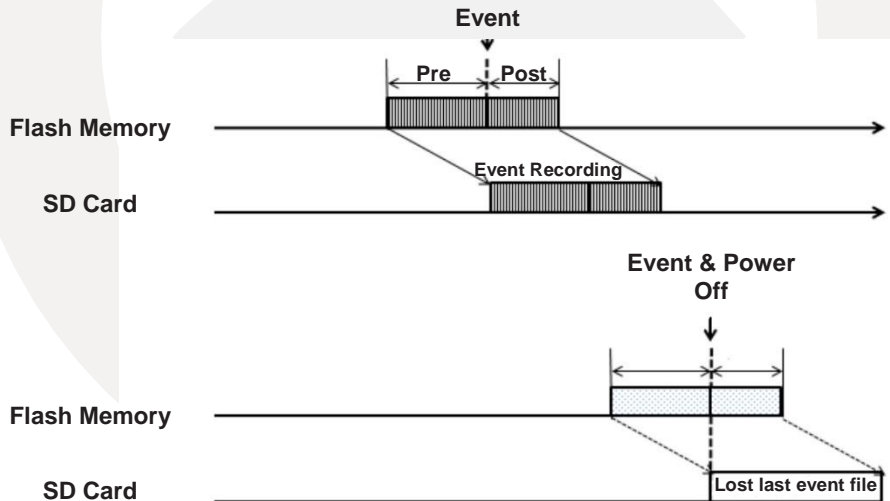 Event
Pre Post
Flash Memory
Event Recording
SD Card
Event & Power
Off
Flash Memory
Lost last event file
SD Card